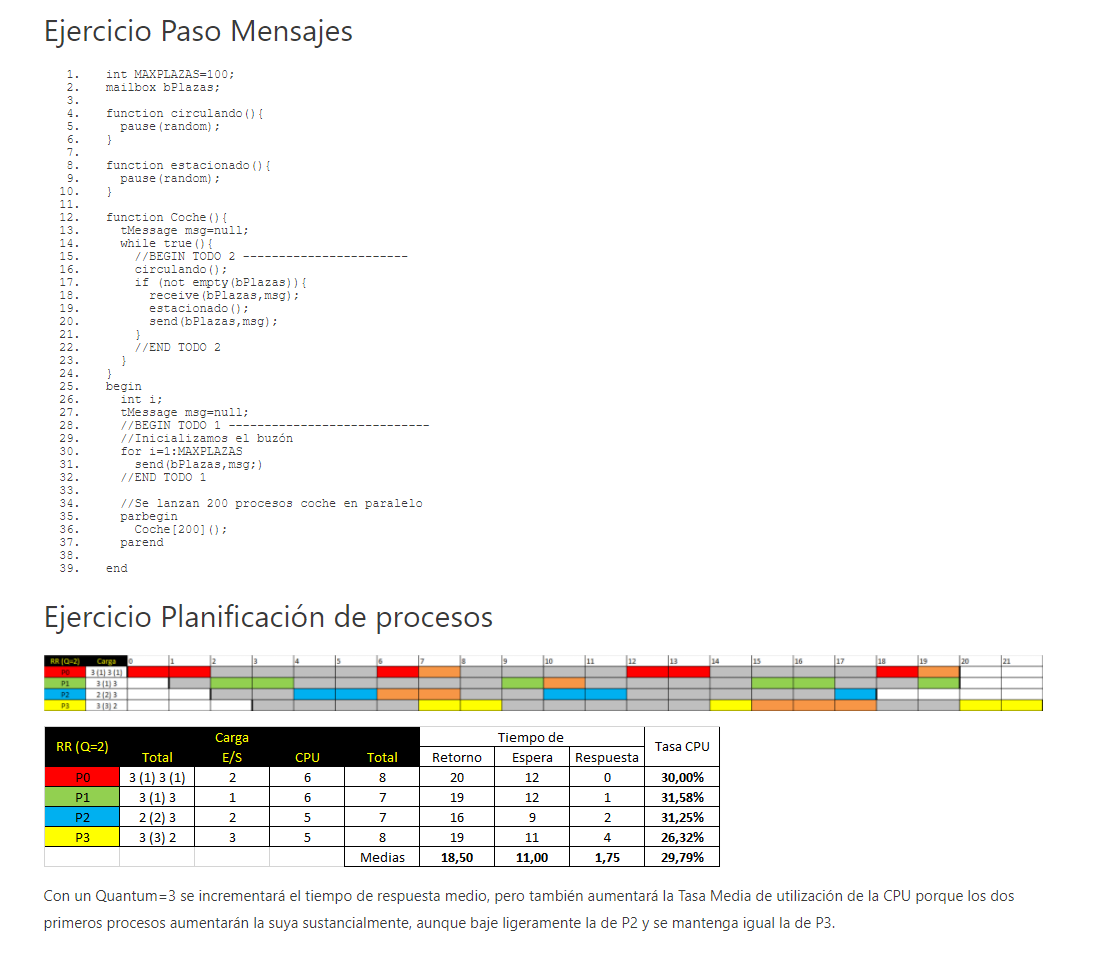 Ejercicio Paso Mensajes
1. int MAXPLAZAS=100;
2. mailbox bPlazas;
3.
4. function circulando(){
5. pause(random);
6. }
7.
8. function estacionado(){
9. pause(random);
10. }
11.
12. function Coche(){
13. tMessage msg=null;
14. while true(){
15. //BEGIN TODO 2 -----------------------
16. circulando();
17. if (not empty(bPlazas)){
18. receive(bPlazas,msg);
19. estacionado();
20. send(bPlazas,msg);
21. }
22. //END TODO 2
23. }
24. }
25. begin
26. int i;
27. tMessage msg=null;
28. //BEGIN TODO 1 ----------------------------
29. //Inicializamos el buzón
30. for i=1:MAXPLAZAS
31. send(bPlazas,msg;)
32. //END TODO 1
33.
34. //Se lanzan 200 procesos coche en paralelo
35. parbegin
36. Coche[200]();
37. parend
38.
39. end
Ejercicio Planificación de procesos
RR (Q=2) Carga 0 1 2 3 4 5 6 7 8 9 10 11 12 13 14 15 16 17 18 19 20 21
P0 3 (1) 3 (1)
P1 3 (1) 3
P2 2 (2) 3
P3 3 (3) 2
Carga Tiempo de
RR (Q=2) Tasa CPU
Total E/S CPU Total Retorno Espera Respuesta
P0 3 (1) 3 (1) 2 6 8 20 12 0 30,00%
P1 3 (1) 3 1 6 7 19 12 1 31,58%
P2 2 (2) 3 2 5 7 16 9 2 31,25%
P3 3 (3) 2 3 5 8 19 11 4 26,32%
Medias 18,50 11,00 1,75 29,79%
Con un Quantum=3 se incrementará el tiempo de respuesta medio, pero también aumentará la Tasa Media de utilización de la CPU porque los dos
primeros procesos aumentarán la suya sustancialmente, aunque baje ligeramente la de P2 y se mantenga igual la de P3.